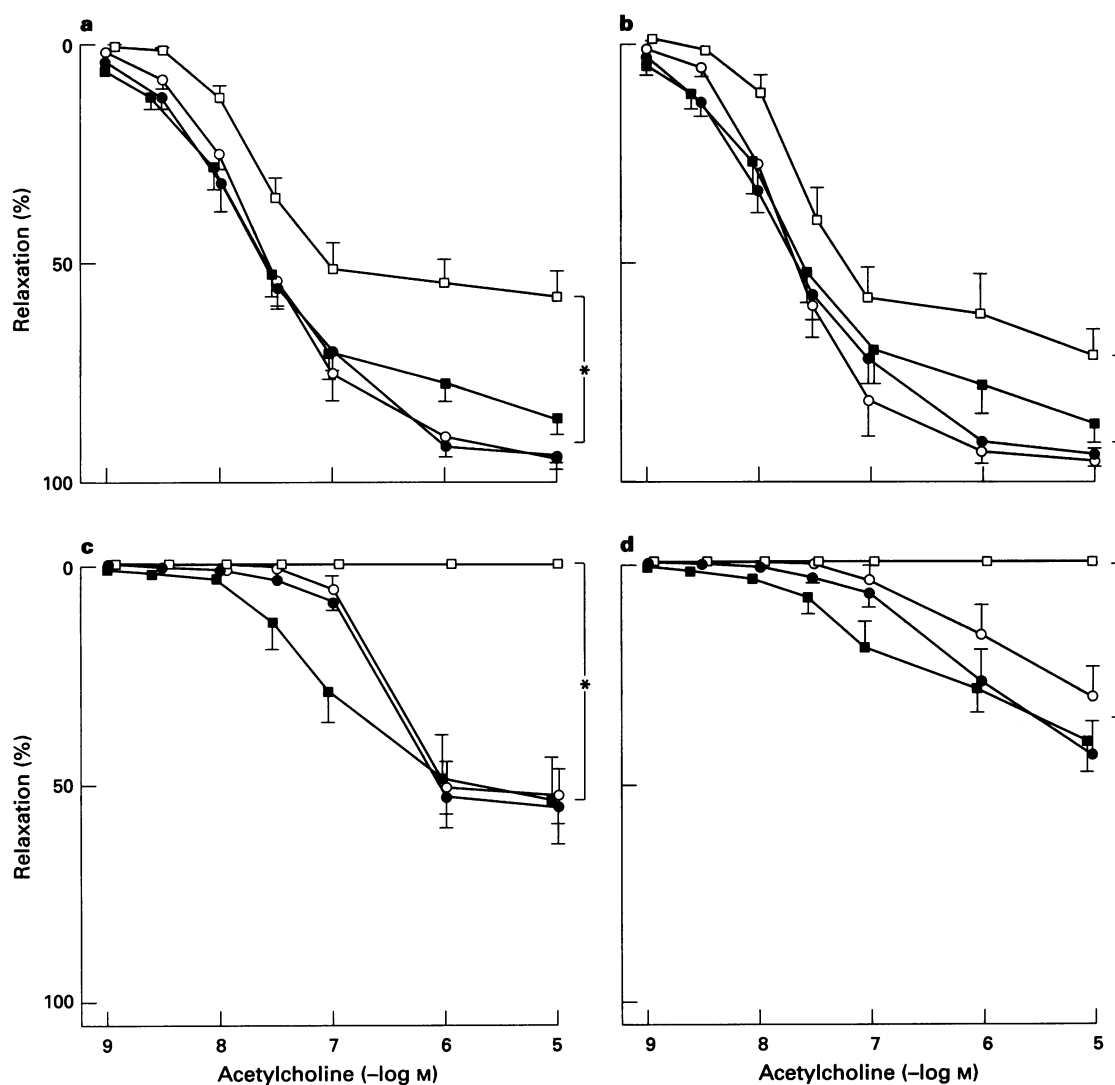 a
b
0
50
100
Relaxation (%)
*
c
d
0
50
100
Relaxation (%)
*
9 8 7 6 5
9 8 7 6 5
Acetylcholine (–log M)
Acetylcholine (–log M)